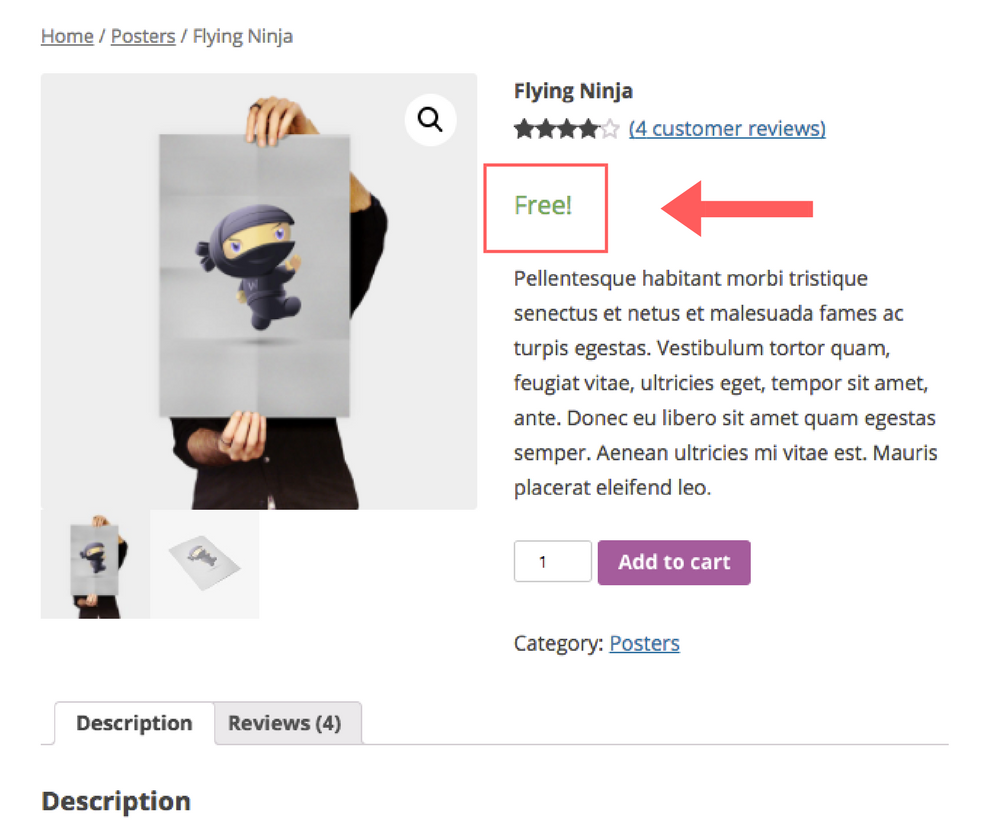 Home / Posters / Flying Ninja
Flying Ninja
(4 customer reviews)
Free!
Pellentesque habitant morbi tristique
senectus et netus et malesuada fames ac
turpis egestas. Vestibulum tortor quam,
feugiat vitae, ultricies eget, tempor sit amet,
ante. Donec eu libero sit amet quam egestas
semper. Aenean ultricies mi vitae est. Mauris
placerat eleifend leo.
1 Add to cart
Category: Posters
Description Reviews (4)
Description